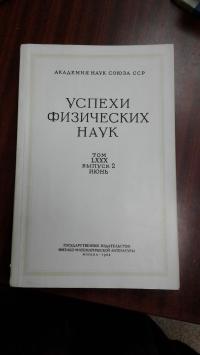 АКАДЕМИЯ НАУК СОЮЗА ССР
УСПЕХИ
ФИЗИЧЕСКИХ
НАУК
ТОМ
LXXX
ВЫПУСК 2
ИЮНЬ
ГОСУДАРСТВЕННОЕ ИЗДАТЕЛЬСТВО
ФИЗИКО-МАТЕМАТИЧЕСКОЙ ЛИТЕРАТУРЫ
МОСКВА